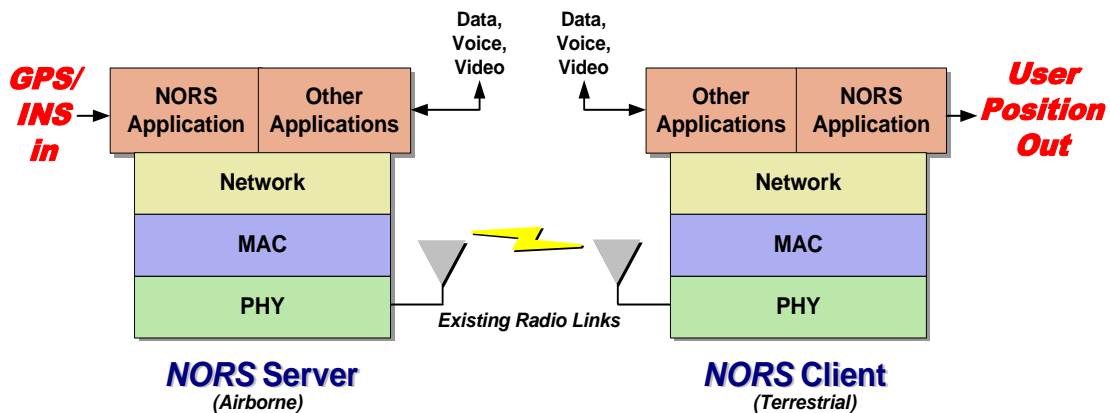 GPS/
INS
in
NORS
Application
Other
Applications
Network
MAC
PHY
Data,
Voice,
Video
NORS Server
(Airborne)
Existing Radio Links
Data,
Voice,
Video
Other
Applications
NORS
Application
Network
MAC
PHY
User
Position
Out
NORS Client
(Terrestrial)